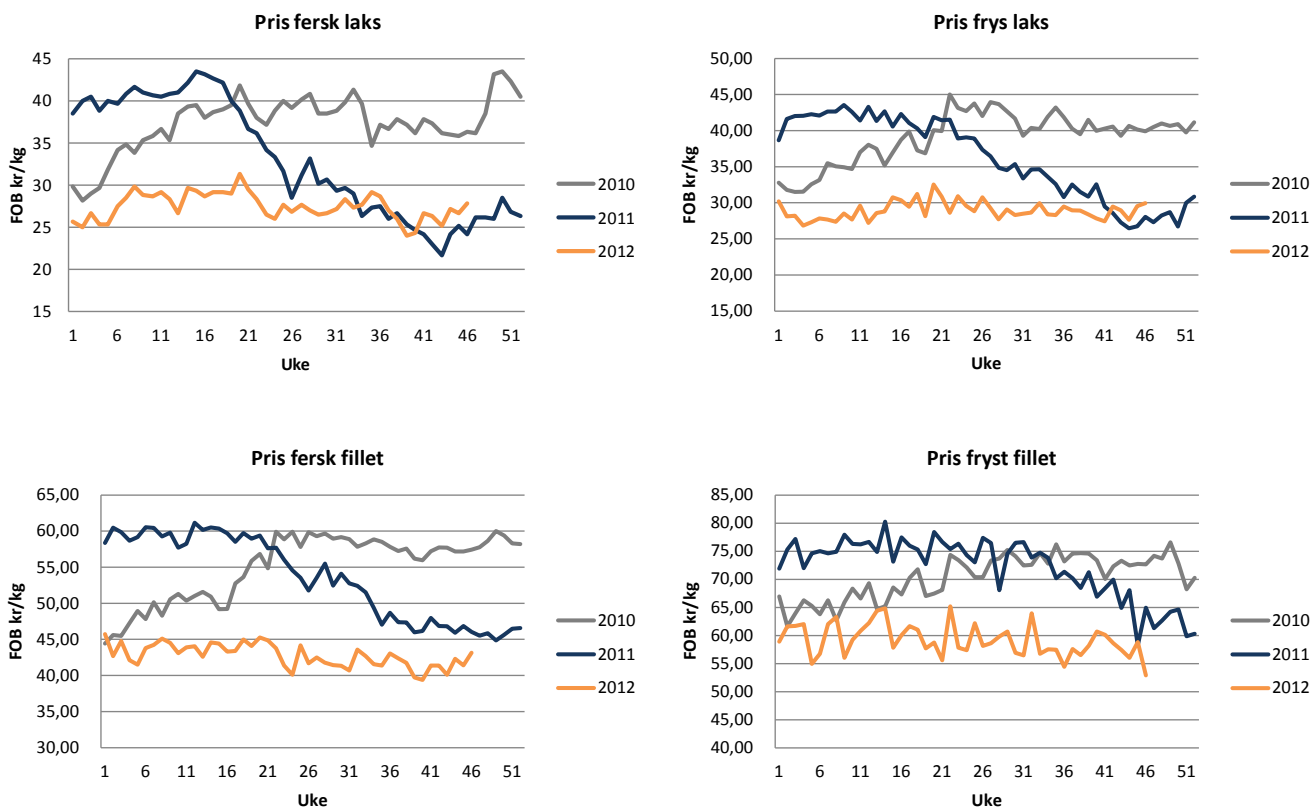 Pris fersk laks
FOB kr/kg
45
40
35
30
25
20
15
1 6 11 16 21 26 31 36 41 46 51
Uke
2010
2011
2012
Pris frys laks
FOB kr/kg
50,00
45,00
40,00
35,00
30,00
25,00
20,00
15,00
1 6 11 16 21 26 31 36 41 46 51
Uke
2010
2011
2012
Pris fersk fillet
FOB kr/kg
65,00
60,00
55,00
50,00
45,00
40,00
35,00
30,00
1 6 11 16 21 26 31 36 41 46 51
Uke
2010
2011
2012
Pris fryst fillet
FOB kr/kg
85,00
80,00
75,00
70,00
65,00
60,00
55,00
50,00
45,00
40,00
1 6 11 16 21 26 31 36 41 46 51
Uke
2010
2011
2012